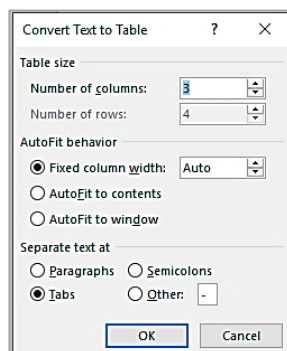 Convert Text to Table ? ×
Table size
Number of columns: 3
Number of rows: 4
AutoFit behavior
Fixed column width: Auto
AutoFit to contents
AutoFit to window
Separate text at
Paragraphs Semicolons
Tabs Other: -
OK Cancel